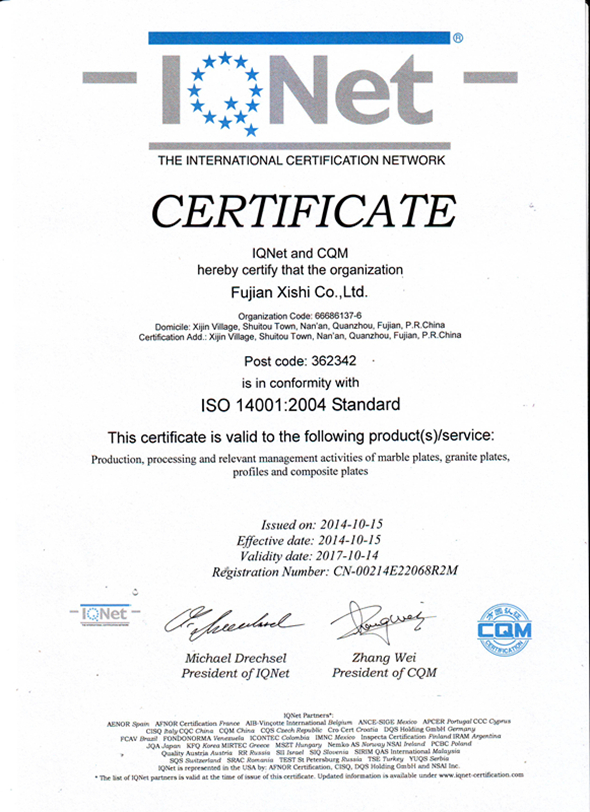 IQNet ®
THE INTERNATIONAL CERTIFICATION NETWORK
CERTIFICATE
IQNet and CQM
hereby certify that the organization
Fujian Xishi Co.,Ltd.
Organization Code: 66686137-6
Domicile: Xijin Village, Shuitou Town, Nan'an, Quanzhou, Fujian, P.R.China
Certification Add.: Xijin Village, Shuitou Town, Nan'an, Quanzhou, Fujian, P.R.China
Post code: 362342
is in conformity with
ISO 14001:2004 Standard
This certificate is valid to the following product(s)/service:
Production, processing and relevant management activities of marble plates, granite plates,
profiles and composite plates
Issued on: 2014-10-15
Effective date: 2014-10-15
Validity date: 2017-10-14
Registration Number: CN-00214E22068R2M
IQNet
CQM
CERTIFICATION
Michael Drechsel
President of IQNet
Zhang Wei
President of CQM
IQNet Partners*:
AENOR Spain AFNOR Certification France AIB-Vinçotte International Belgium ANCE-SIGE Mexico APCER Portugal CCC Cyprus
CISQ Italy CQC China CQM China CQS Czech Republic Cro Cert Croatia DQS Holding GmbH Germany
FCAV Brazil FONDONORMA Venezuela ICONTEC Colombia IMNC Mexico Inspecta Certification Finland IRAM Argentina
JQA Japan KFQ Korea MIRTEC Greece MSZT Hungary Nemko AS Norway NSAI Ireland PCBC Poland
Quality Austria Austria RR Russia SII Israel SIQ Slovenia SIRIM QAS International Malaysia
SQS Switzerland SRAC Romania TEST St Petersburg Russia TSE Turkey YUQS Serbia
IQNet is represented in the USA by: AFNOR Certification, CISQ, DQS Holding GmbH and NSAI Inc.
* The list of IQNet partners is valid at the time of issue of this certificate. Updated information is available under www.iqnet-certification.com